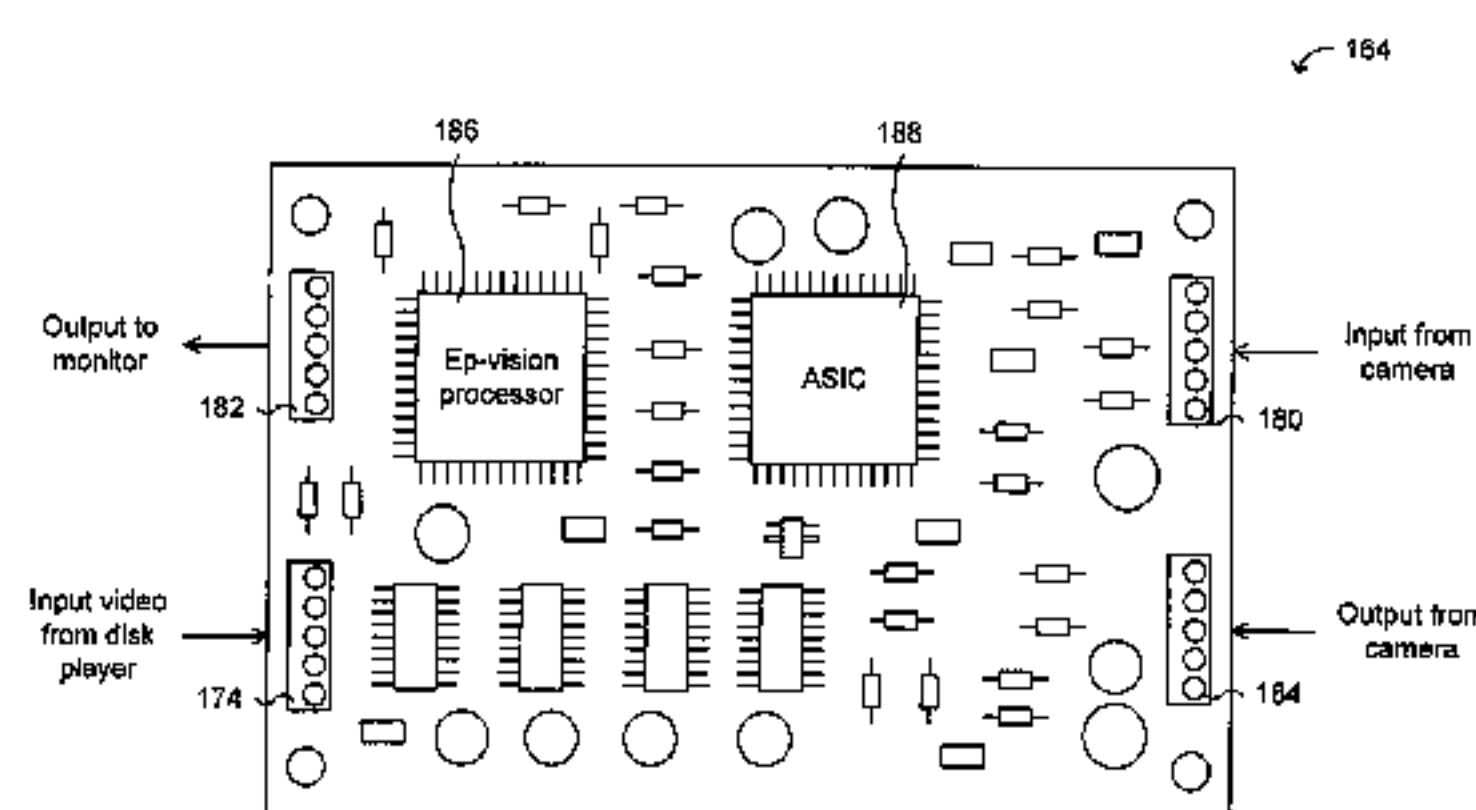 164
186
188
Output to
monitor
Ep-vision
processor
ASIC
Input from
camera
182
180
Input video
from disk
player
Output from
camera
174
184